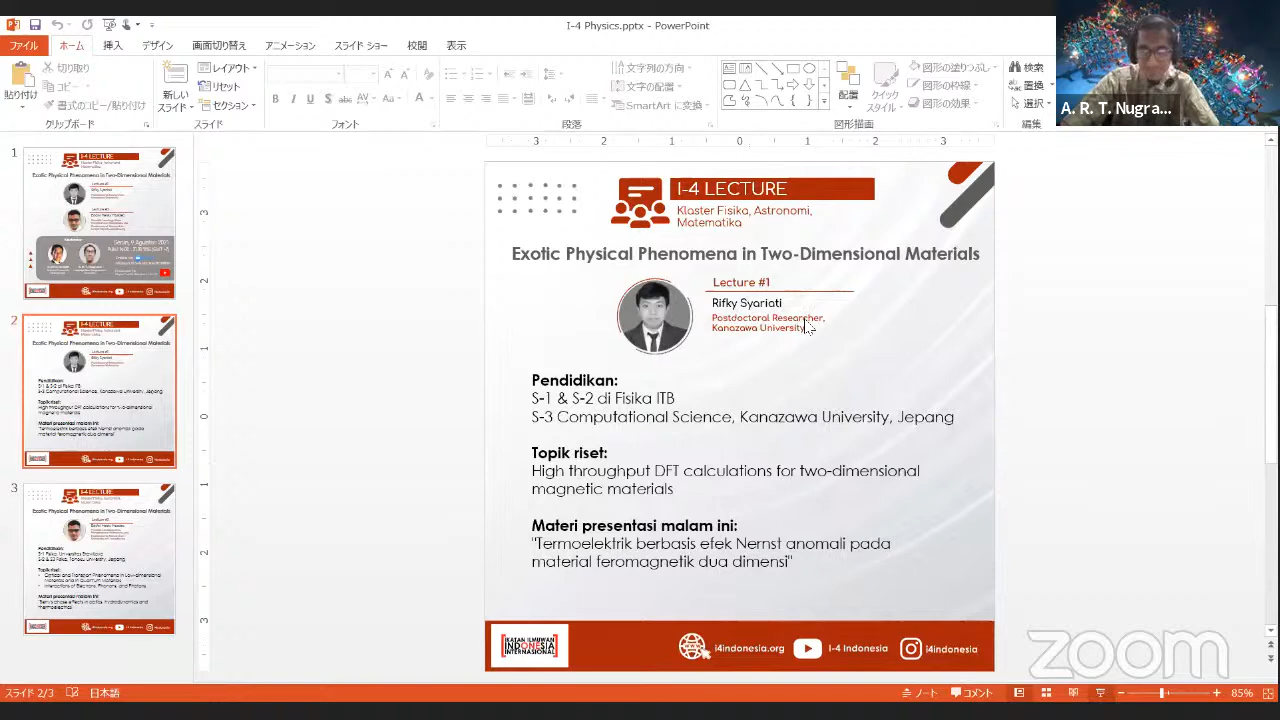 I-4 Physics.pptx - PowerPoint
ファイル ホーム 挿入 デザイン 画面切り替え アニメーション スライド ショー 校閲 表示
貼り付け
切り取り
コピー
書式のコピー/貼り付け
クリップボード
新しい
スライド
レイアウト
リセット
セクション
スライド
フォント
文字列の方向
文字の配置
SmartArt に変換
段落
配置
クイック
スタイル
図形の塗りつぶし
図形の枠線
図形の効果
図形描画
検索
置換
選択
編集
A. R. T. Nugra...
1
2
3
I-4 LECTURE
Klaster Fisika, Astronomi,
Matematika
Exotic Physical Phenomena in Two-Dimensional Materials
Lecture #1
Rifky Syariati
Postdoctoral Researcher,
Kanazawa University
Pendidikan:
S-1 & S-2 di Fisika ITB
S-3 Computational Science, Kanazawa University, Jepang
Topik riset:
High throughput DFT calculations for two-dimensional
magnetic materials
Materi presentasi malam ini:
"Termoelektrik berbasis efek Nernst anomali pada
material feromagnetik dua dimensi"
IKATAN ILMUWAN
INDONESIA
INTERNASIONAL
i4indonesia.org I-4 Indonesia i4indonesia
zoom
スライド 2/3 日本語 ノート コメント 85%